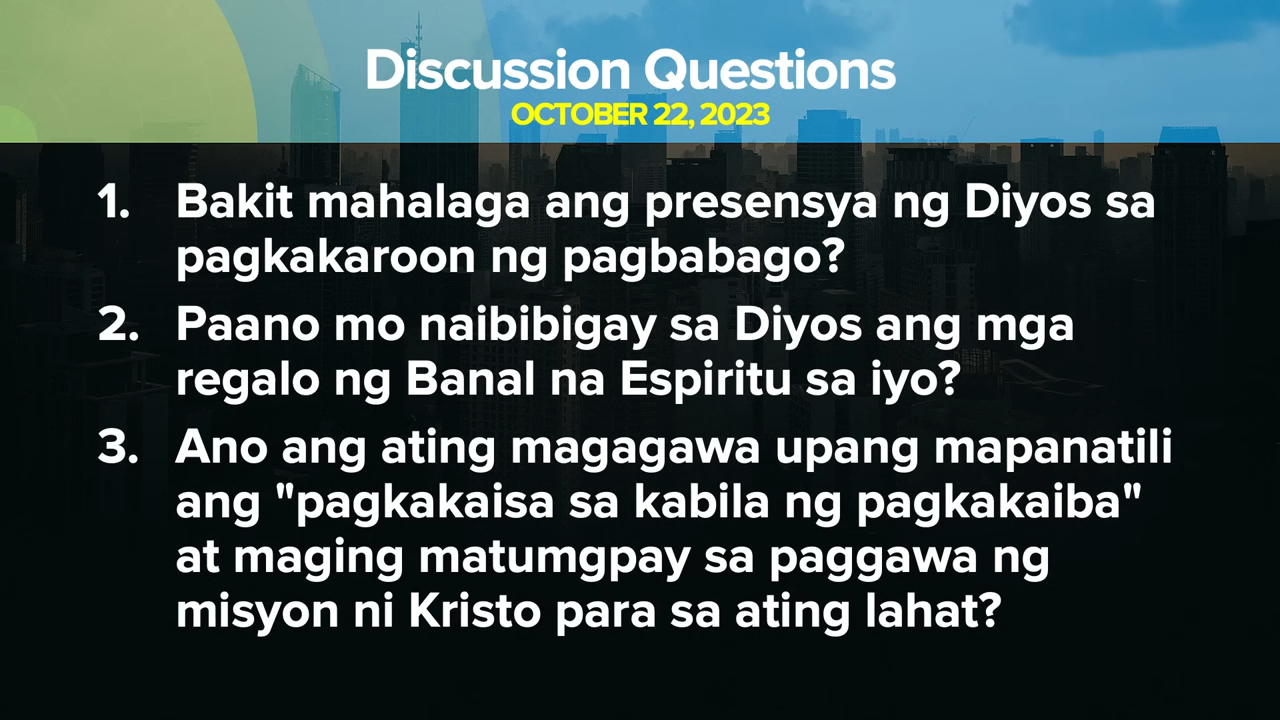 Discussion Questions
OCTOBER 22, 2023
1. Bakit mahalaga ang presensya ng Diyos sa
pagkakaroon ng pagbabago?
2. Paano mo naibibigay sa Diyos ang mga
regalo ng Banal na Espiritu sa iyo?
3. Ano ang ating magagawa upang mapanatili
ang "pagkakaisa sa kabila ng pagkakaiba"
at maging matumgpay sa paggawa ng
misyon ni Kristo para sa ating lahat?